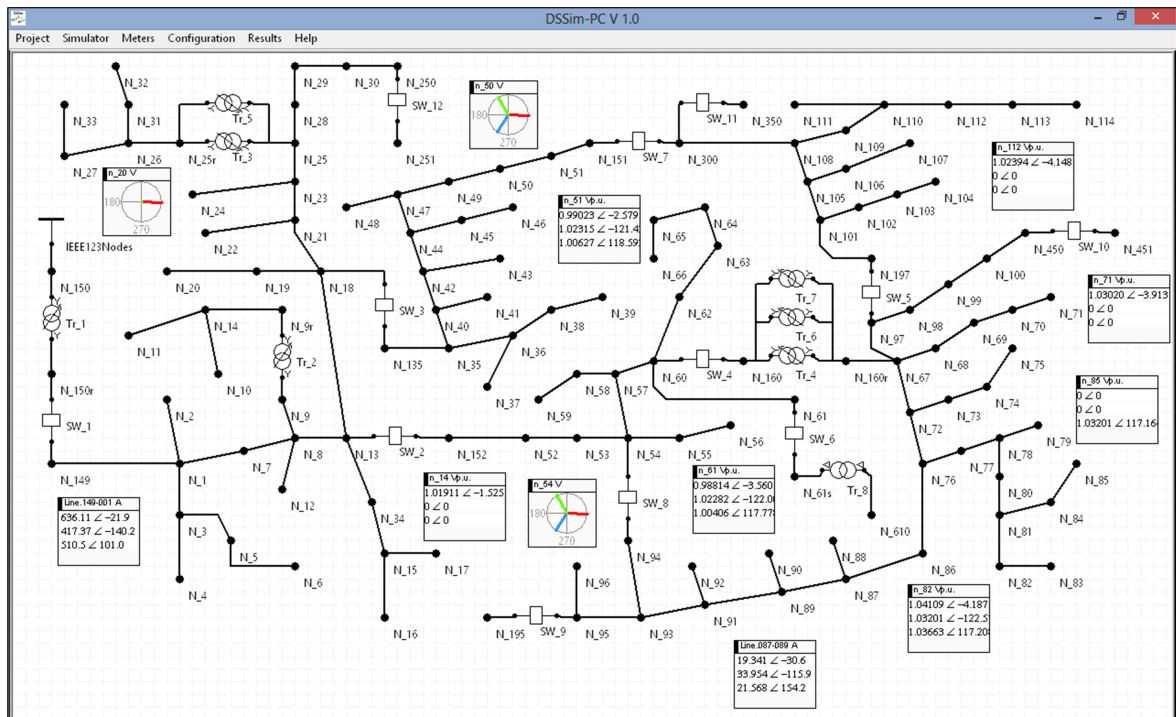 DSSim-PC V 1.0
Project Simulator Meters Configuration Results Help
N_32
N_29 N_30 N_250
n_50 V
SW_12
N_33 N_31 Tr_5 N_28
SW_11 N_350 N_111 N_110 N_112 N_113 N_114
180
270
N_26 N_25r Tr_3 N_25 N_251
N_151 SW_7 N_300 N_109
N_27
n_20 V
N_51 N_108 N_107
n_112 Vp.u.
1.02394 ∠ -4.148
0 ∠ 0
0 ∠ 0
180
270
N_24 N_23 N_50 N_106
N_48 N_47 N_49 N_105 N_104
n_51 Vp.u.
0.99023 ∠ -2.579
1.02315 ∠ -121.4
1.00627 ∠ 118.59
N_22 N_21 N_46 N_64 N_103
N_45 N_65 N_102
IEEE123Nodes N_44 N_63 N_101
N_450 SW_10 N_451
N_43 N_66 N_100
N_150 N_20 N_19 N_18 N_42 N_197
Tr_7
n_71 Vp.u.
1.03020 ∠ -3.913
0 ∠ 0
0 ∠ 0
SW_3 N_41 N_39 N_62 SW_5 N_99
Tr_1 N_14 N_9r N_40 N_38 Tr_6 N_98 N_71
N_11 N_97 N_70
Tr_2 N_135 N_35 N_36 N_69
N_60 SW_4 N_160 Tr_4 N_160r N_67 N_68
N_150r N_10 N_58 N_57 N_75
n_85 Vp.u.
0 ∠ 0
0 ∠ 0
1.03201 ∠ 117.16
N_2 N_9 N_37 N_59 N_61 N_74
SW_1 N_73
N_72
N_8 N_13 SW_2 N_56 SW_6 N_79
N_7 N_152 N_52 N_53 N_54 N_55 N_78
N_149 N_1 N_77
n_14 Vp.u.
1.01911 ∠ -1.525
0 ∠ 0
0 ∠ 0
n_64 V
180
270
n_61 Vp.u.
0.98814 ∠ -3.560
1.02282 ∠ -122.0
1.00406 ∠ 117.77
N_61s Tr_8 N_76 N_85
Line.149-001 A
636.11 ∠ -21.9
417.37 ∠ -140.2
510.5 ∠ 101.0
N_12 SW_8 N_80
N_3 N_34 N_610 N_84
N_5 N_81
N_94 N_88
N_6 N_15 N_17 N_86
N_4 N_96 N_92 N_90 N_82 N_83
N_87
n_82 Vp.u.
1.04109 ∠ -4.187
1.03201 ∠ -122.5
1.03663 ∠ 117.20
N_89
N_16 N_195 SW_9 N_95 N_93 N_91
Line.087-089 A
19.341 ∠ -30.6
33.954 ∠ -115.9
21.568 ∠ 154.2